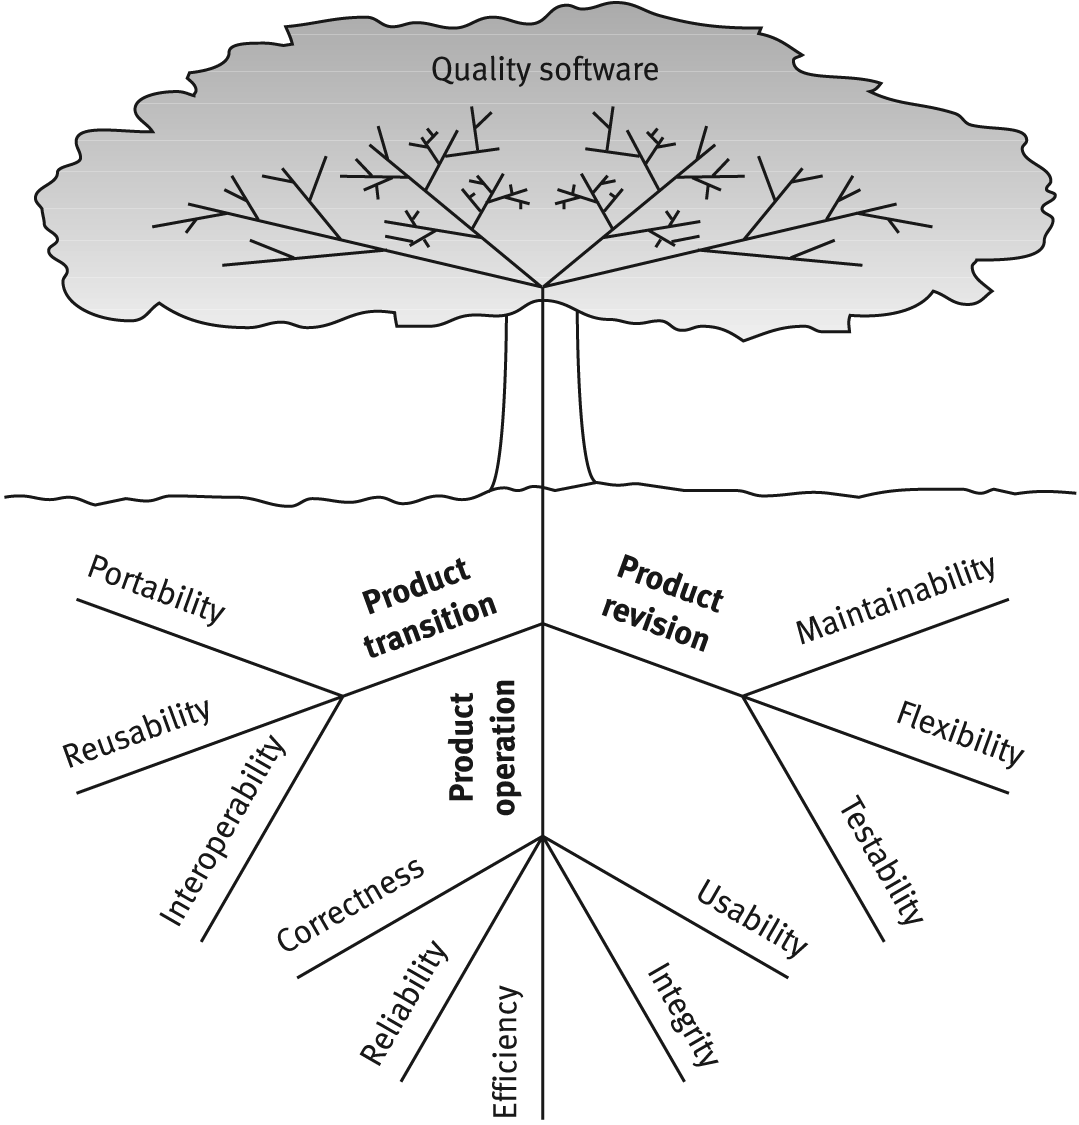 Quality software
Product
transition
Product
revision
Portability
Reusability
Interoperability
Product
operation
Maintainability
Flexibility
Testability
Correctness
Reliability
Efficiency
Integrity
Usability